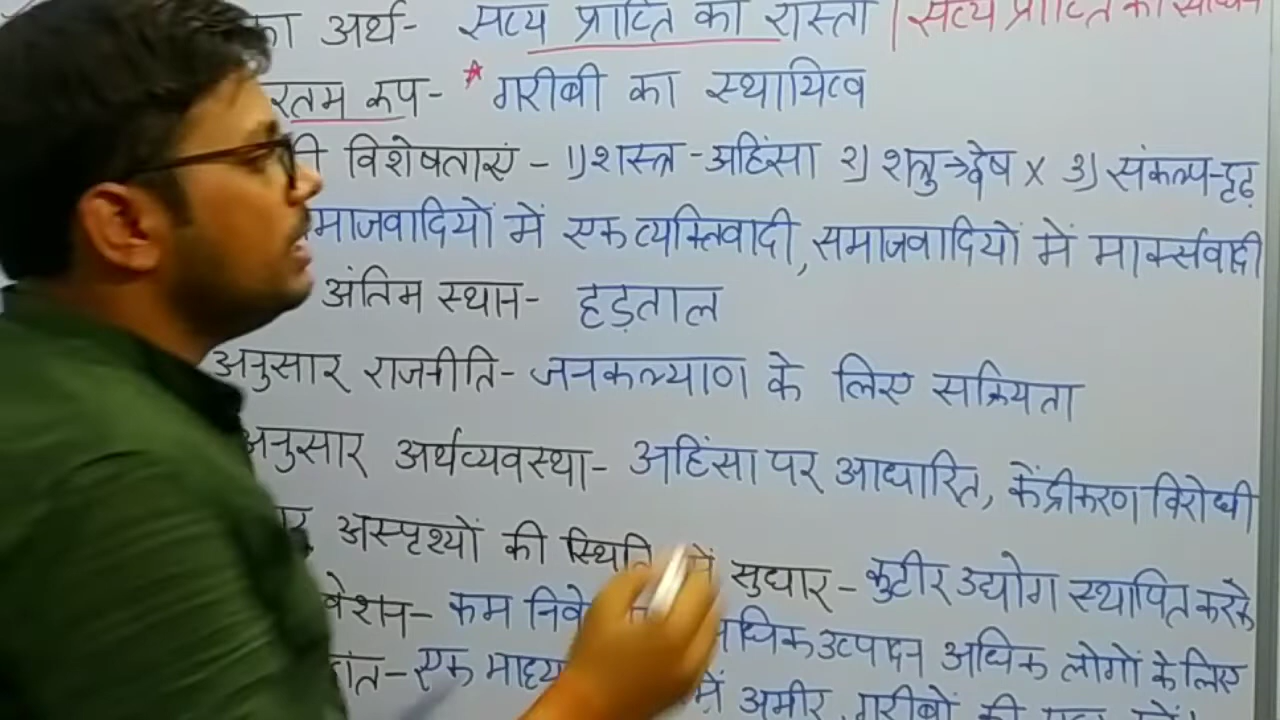 का अर्थ- सत्य प्राप्ति का रास्ता | सत्य प्राप्ति का साधन
रतम रूप- * गरीबी का स्थायित्व
की विशेषताएं - 1) शस्त्र - अहिंसा 2) शत्रु→द्वेष x 3) संकल्प-दृढ़
माजवादियों में एक व्यक्तिवादी, समाजवादियों में मार्क्सवादी
अंतिम स्थान- हड़ताल
अनुसार राजनीति- जनकल्याण के लिए सक्रियता
अनुसार अर्थव्यवस्था- अहिंसा पर आधारित, केंद्रीकरण विरोधी
अस्पृश्यों की स्थिति में सुधार- कुटीर उद्योग स्थापित करके
वेशन- कम निवे धिक उत्पादन अधिक लोगों के लिए
एक माध्य में अमीर गरीबों की